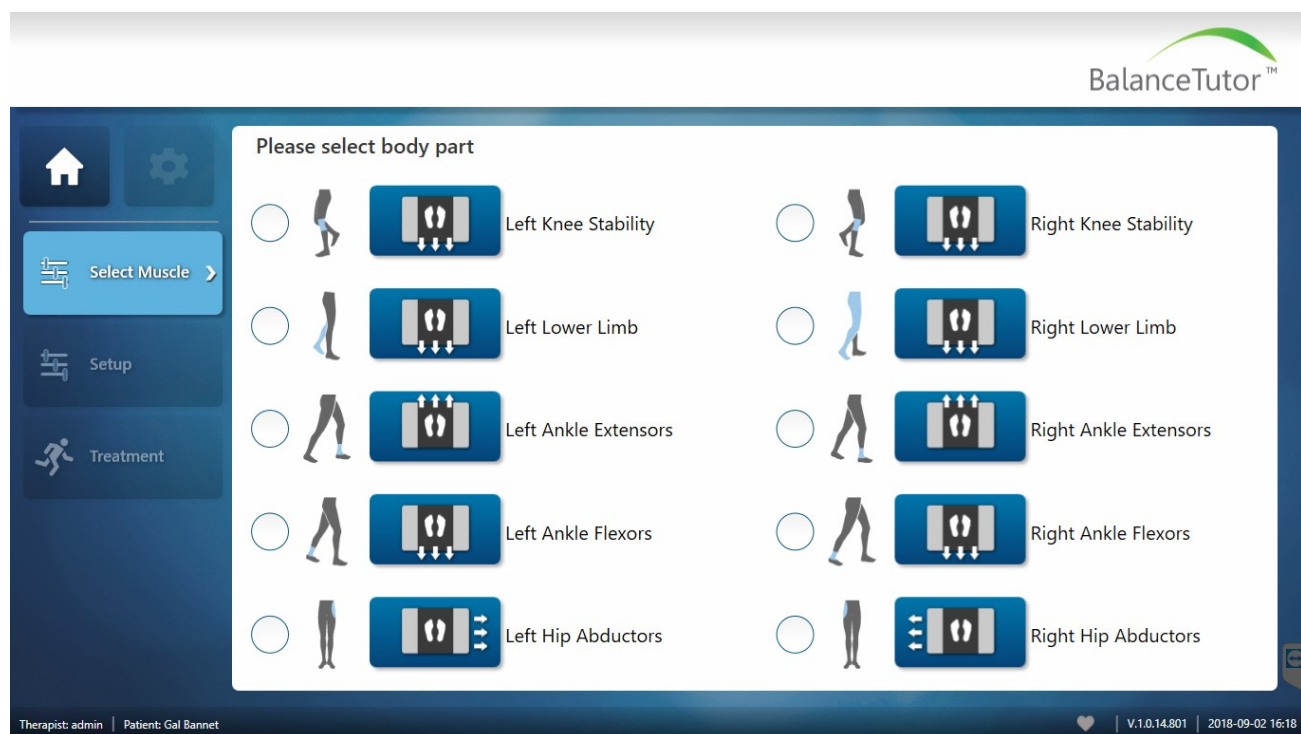 BalanceTutor™
Please select body part
Left Knee Stability
Right Knee Stability
Select Muscle
Left Lower Limb
Right Lower Limb
Setup
Left Ankle Extensors
Right Ankle Extensors
Treatment
Left Ankle Flexors
Right Ankle Flexors
Left Hip Abductors
Right Hip Abductors
Therapist: admin | Patient: Gal Bannet | V.1.0.14.801 | 2018-09-02 16:18